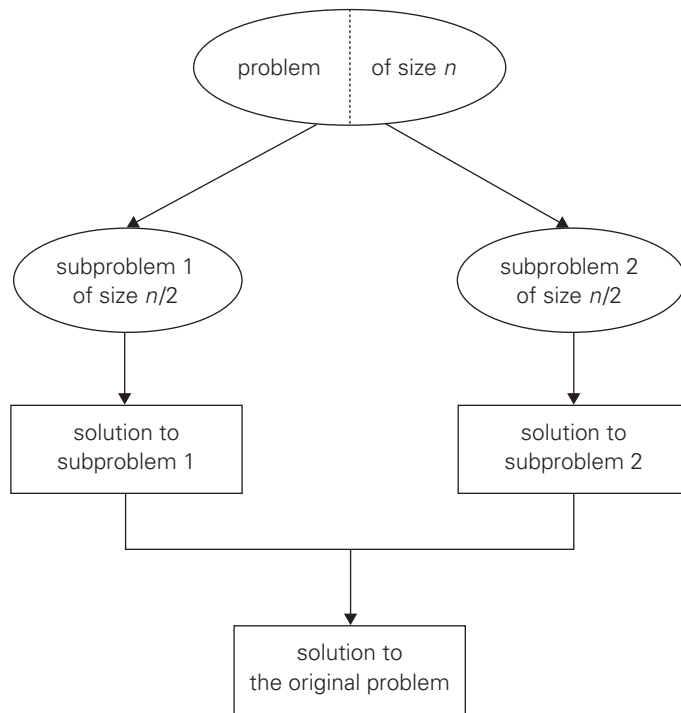 problem of size n
subproblem 1
of size n/2
subproblem 2
of size n/2
solution to
subproblem 1
solution to
subproblem 2
solution to
the original problem